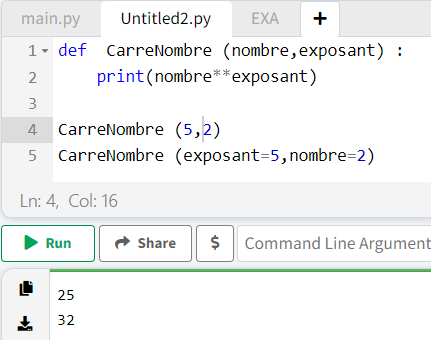 main.py Untitled2.py EXA +
1 def  CarreNombre (nombre,exposant) :
2     print(nombre**exposant)
3
4 CarreNombre (5,2)
5 CarreNombre (exposant=5,nombre=2)
Ln: 4,  Col: 16
Run Share $ Command Line Argument
25
32